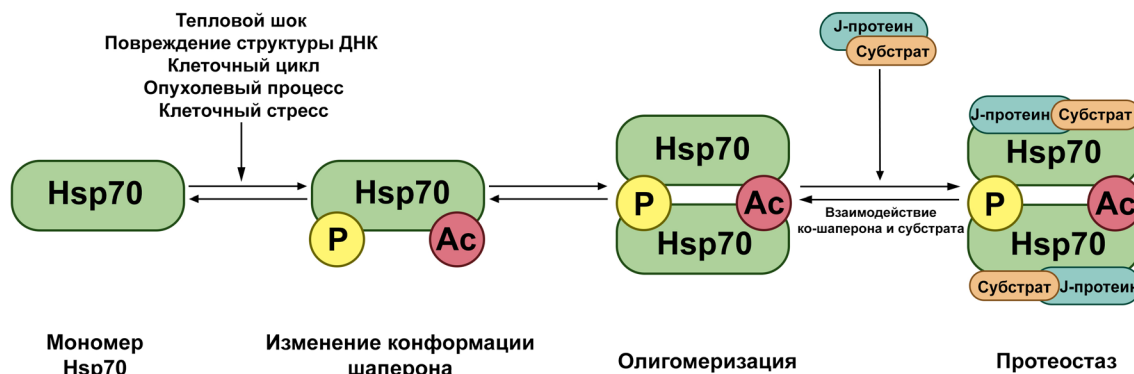 Тепловой шок
Повреждение структуры ДНК
Клеточный цикл
Опухолевый процесс
Клеточный стресс
Hsp70
Hsp70
P
Ac
Hsp70
P
Ac
Hsp70
J-протеин
Субстрат
Взаимодействие
ко-шаперона и субстрата
J-протеин
Субстрат
Hsp70
P
Ac
Hsp70
Субстрат
J-протеин
Мономер
Hsp70
Изменение конформации
шаперона
Олигомеризация
Протеостаз